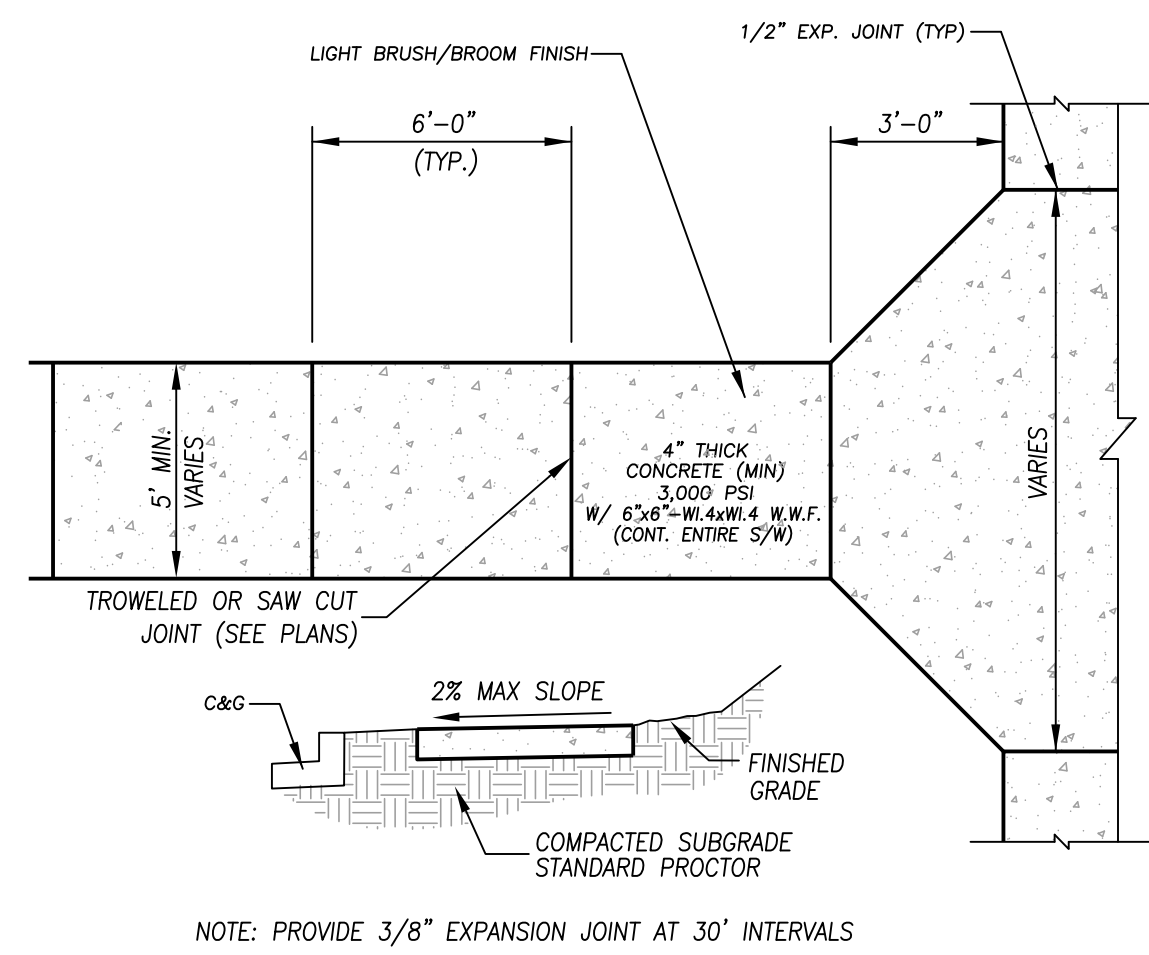 1/2" EXP. JOINT (TYP)
LIGHT BRUSH/BROOM FINISH
6'-0"
(TYP.)
3'-0"
5' MIN.
VARIES
4" THICK
CONCRETE (MIN)
3,000 PSI
W/ 6"x6"-W1.4xW1.4 W.W.F.
(CONT. ENTIRE S/W)
VARIES
TROWELED OR SAW CUT
JOINT (SEE PLANS)
2% MAX SLOPE
C&G
FINISHED
GRADE
COMPACTED SUBGRADE
STANDARD PROCTOR
NOTE: PROVIDE 3/8" EXPANSION JOINT AT 30' INTERVALS